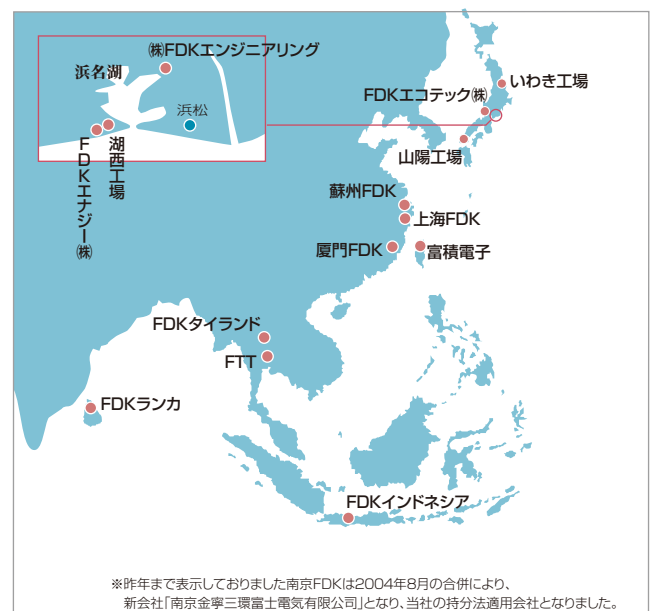 ㈱FDKエンジニアリング
浜名湖
浜松
湖西工場
FDKエナジー㈱
いわき工場
FDKエコテック㈱
山陽工場
蘇州FDK
上海FDK
厦門FDK
富積電子
FDKタイランド
FTT
FDKランカ
FDKインドネシア
※昨年まで表示しておりました南京FDKは2004年8月の合併により、
新会社「南京金寧三環富士電気有限公司」となり、当社の持分法適用会社となりました。